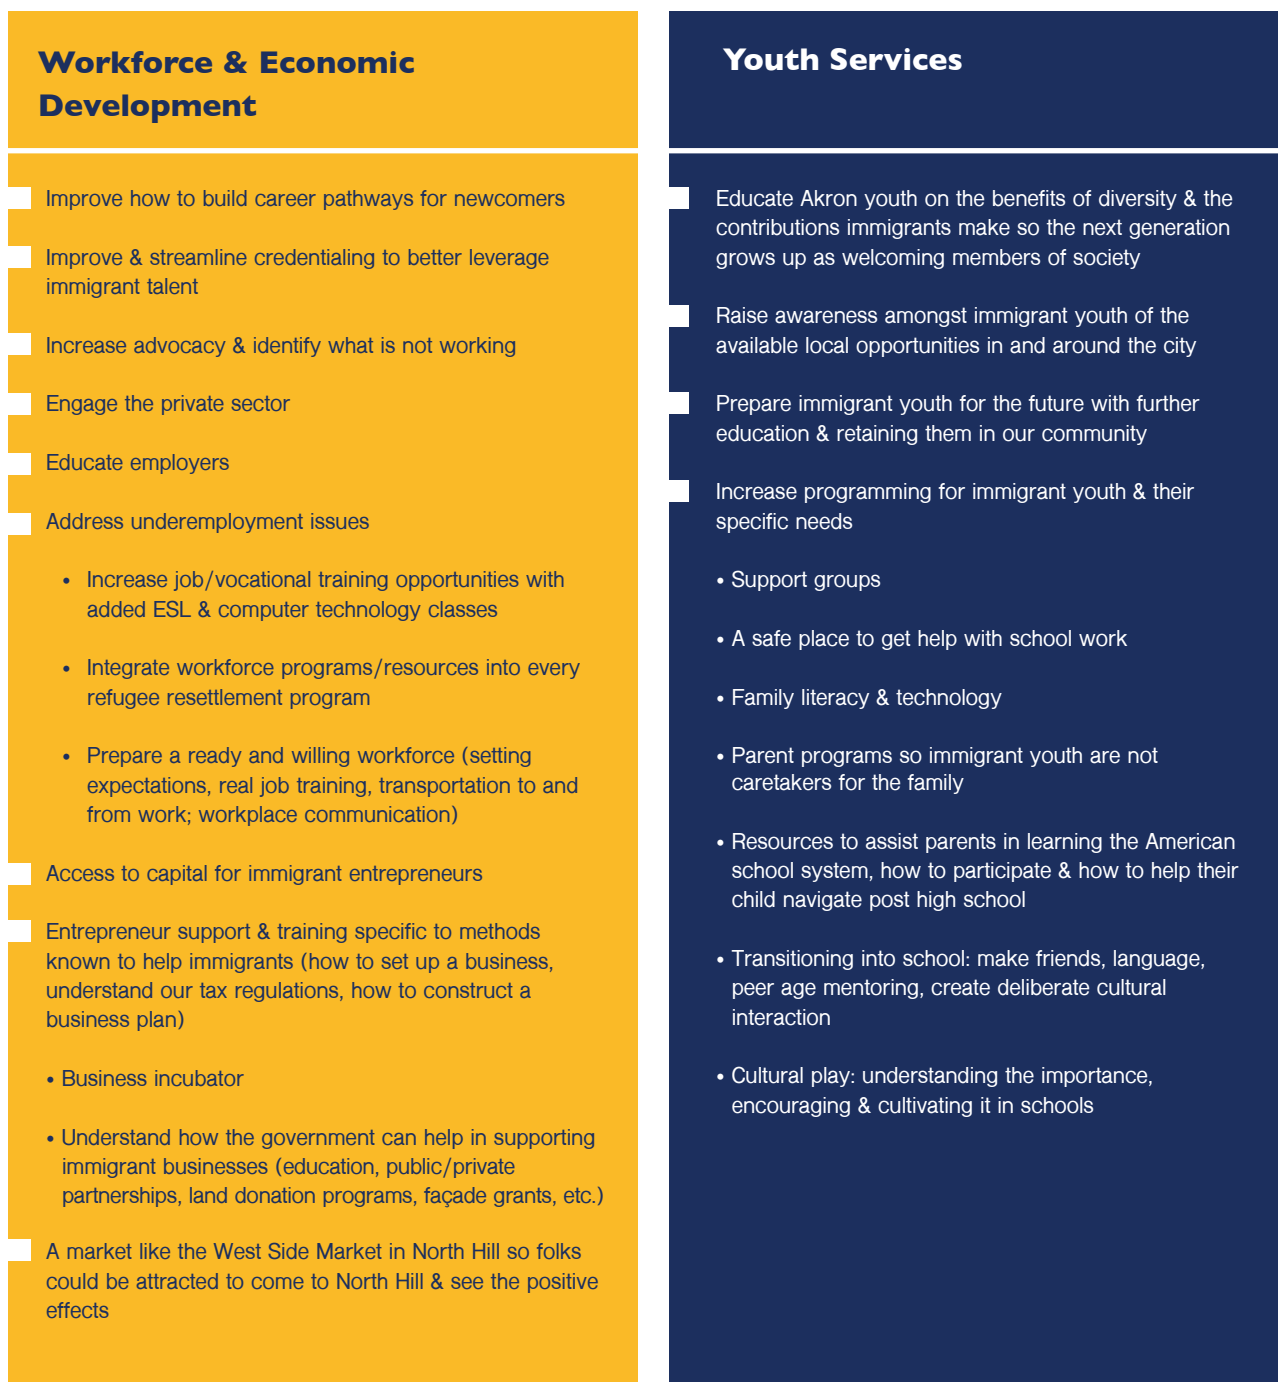 Workforce & Economic
Development
Improve how to build career pathways for newcomers
Improve & streamline credentialing to better leverage
immigrant talent
Increase advocacy & identify what is not working
Engage the private sector
Educate employers
Address underemployment issues
• Increase job/vocational training opportunities with
added ESL & computer technology classes
• Integrate workforce programs/resources into every
refugee resettlement program
• Prepare a ready and willing workforce (setting
expectations, real job training, transportation to and
from work; workplace communication)
Access to capital for immigrant entrepreneurs
Entrepreneur support & training specific to methods
known to help immigrants (how to set up a business,
understand our tax regulations, how to construct a
business plan)
• Business incubator
• Understand how the government can help in supporting
immigrant businesses (education, public/private
partnerships, land donation programs, façade grants, etc.)
A market like the West Side Market in North Hill so folks
could be attracted to come to North Hill & see the positive
effects
Youth Services
Educate Akron youth on the benefits of diversity & the
contributions immigrants make so the next generation
grows up as welcoming members of society
Raise awareness amongst immigrant youth of the
available local opportunities in and around the city
Prepare immigrant youth for the future with further
education & retaining them in our community
Increase programming for immigrant youth & their
specific needs
• Support groups
• A safe place to get help with school work
• Family literacy & technology
• Parent programs so immigrant youth are not
caretakers for the family
• Resources to assist parents in learning the American
school system, how to participate & how to help their
child navigate post high school
• Transitioning into school: make friends, language,
peer age mentoring, create deliberate cultural
interaction
• Cultural play: understanding the importance,
encouraging & cultivating it in schools